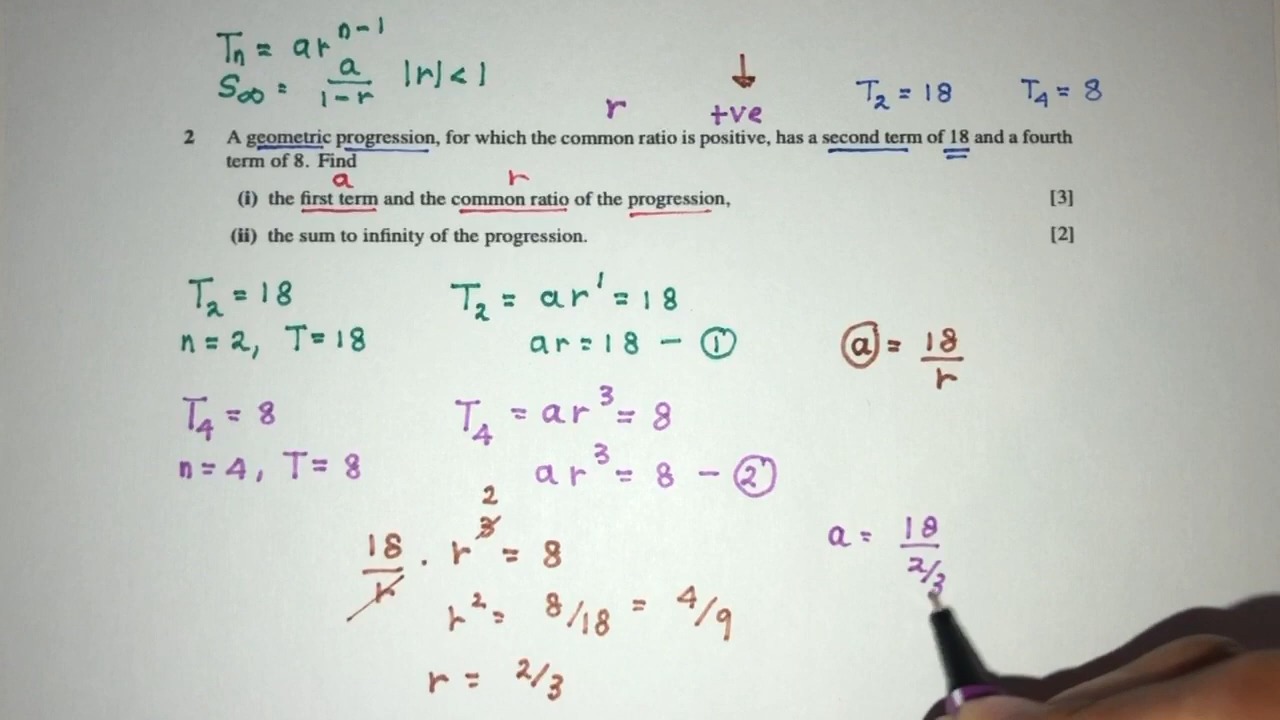 Tn = ar^n-1
S∞ = a/1-r |r| < 1
r
↓
+ve
T2 = 18 T4 = 8
2 A geometric progression, for which the common ratio is positive, has a second term of 18 and a fourth
term of 8. Find
a r
(i) the first term and the common ratio of the progression, [3]
(ii) the sum to infinity of the progression. [2]
T2 = 18 T2 = ar^1 = 18
n = 2, T = 18 ar = 18 — ①
a = 18/r
T4 = 8 T4 = ar^3 = 8
n = 4, T = 8 ar^3 = 8 — ②
2
18/r . r^3 = 8
a = 18/2/3
r^2 = 8/18 = 4/9
r = 2/3